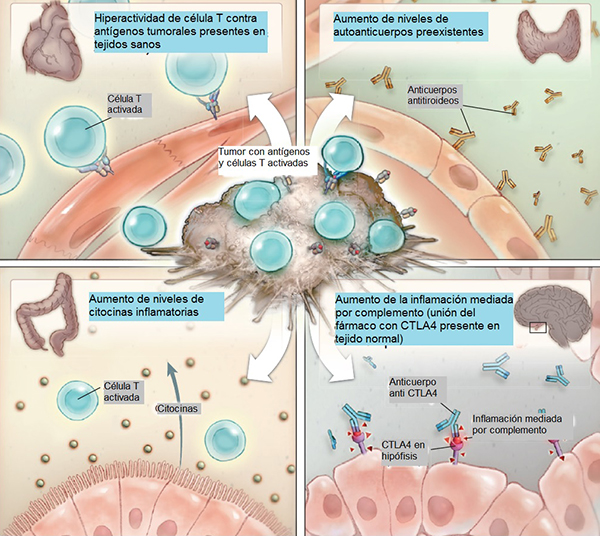 Hiperactividad de célula T contra
antígenos tumorales presentes en
tejidos sanos
Célula T
activada
Aumento de niveles de
autoanticuerpos preexistentes
Anticuerpos
antitiroideos
Tumor con antígenos
y células T activadas
Aumento de niveles de
citocinas inflamatorias
Célula T
activada
Citocinas
Aumento de la inflamación mediada
por complemento (unión del
fármaco con CTLA4 presente en
tejido normal)
Anticuerpo
anti CTLA4
Inflamación mediada
por complemento
CTLA4 en
hipófisis